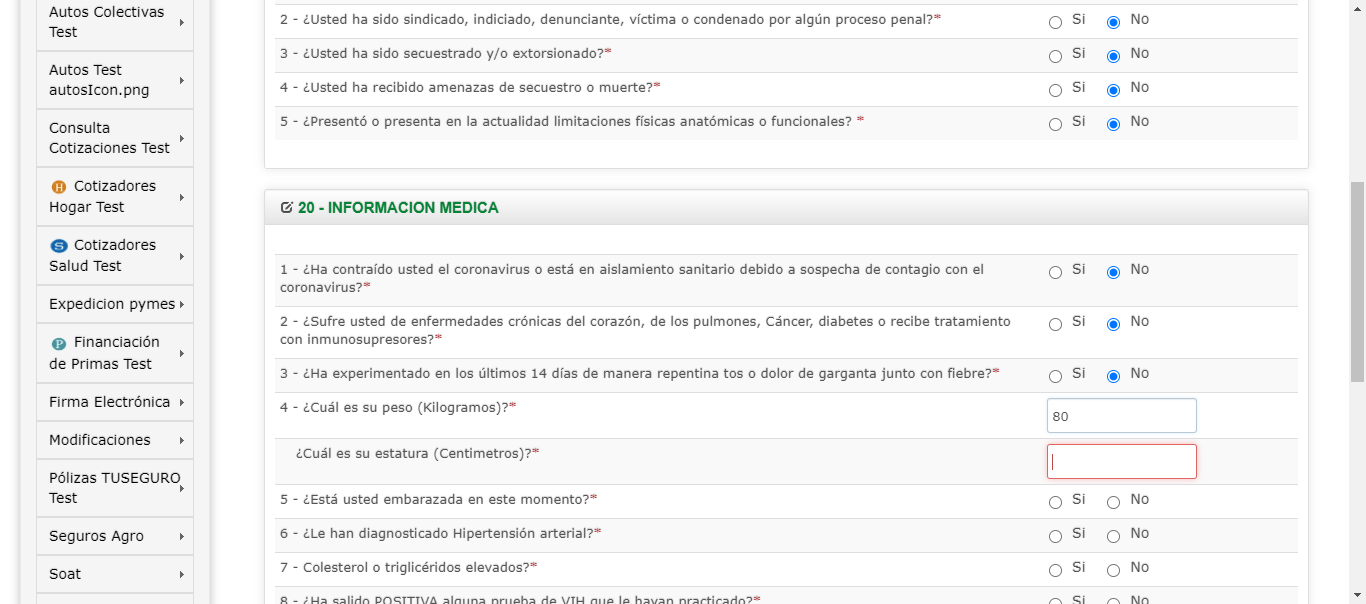 Autos Colectivas
Test
Autos Test
autosIcon.png
Consulta
Cotizaciones Test
H Cotizadores
Hogar Test
S Cotizadores
Salud Test
Expedicion pymes
P Financiación
de Primas Test
Firma Electrónica
Modificaciones
Pólizas TUSEGURO
Test
Seguros Agro
Soat
2 - ¿Usted ha sido sindicado, indiciado, denunciante, víctima o condenado por algún proceso penal?* Si No
3 - ¿Usted ha sido secuestrado y/o extorsionado?* Si No
4 - ¿Usted ha recibido amenazas de secuestro o muerte?* Si No
5 - ¿Presentó o presenta en la actualidad limitaciones físicas anatómicas o funcionales? * Si No
20 - INFORMACION MEDICA
1 - ¿Ha contraído usted el coronavirus o está en aislamiento sanitario debido a sospecha de contagio con el Si No
coronavirus?*
2 - ¿Sufre usted de enfermedades crónicas del corazón, de los pulmones, Cáncer, diabetes o recibe tratamiento Si No
con inmunosupresores?*
3 - ¿Ha experimentado en los últimos 14 días de manera repentina tos o dolor de garganta junto con fiebre?* Si No
4 - ¿Cuál es su peso (Kilogramos)?* 80
¿Cuál es su estatura (Centimetros)?*
5 - ¿Está usted embarazada en este momento?* Si No
6 - ¿Le han diagnosticado Hipertensión arterial?* Si No
7 - Colesterol o triglicéridos elevados?* Si No
8 - ¿Ha salido POSITIVA alguna prueba de VIH que le hayan practicado?* Si No